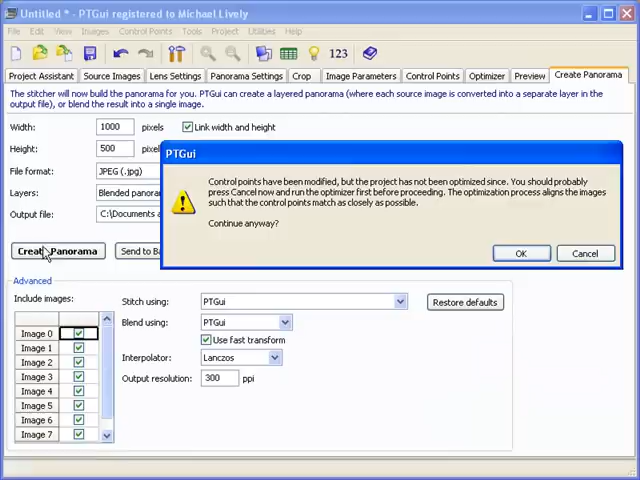 Untitled * - PTGui registered to Michael Lively
File Edit View Images Control Points Tools Project Utilities Help
123
Project Assistant Source Images Lens Settings Panorama Settings Crop Image Parameters Control Points Optimizer Preview Create Panorama
The stitcher will now build the panorama for you. PTGui can create a layered panorama (where each source image is converted into a separate layer in the
output file), or blend the result into a single image.
Width: 1000 pixels Link width and height
Height: 500 pixels
File format: JPEG (.jpg)
Layers: Blended panora
Output file: C:\Documents a
Create Panorama Send to Ba
PTGui
Control points have been modified, but the project has not been optimized since. You should probably
press Cancel now and run the optimizer first before proceeding. The optimization process aligns the images
such that the control points match as closely as possible.
Continue anyway?
OK Cancel
Advanced
Include images:
Image 0
Image 1
Image 2
Image 3
Image 4
Image 5
Image 6
Image 7
Stitch using: PTGui Restore defaults
Blend using: PTGui
Use fast transform
Interpolator: Lanczos
Output resolution: 300 ppi